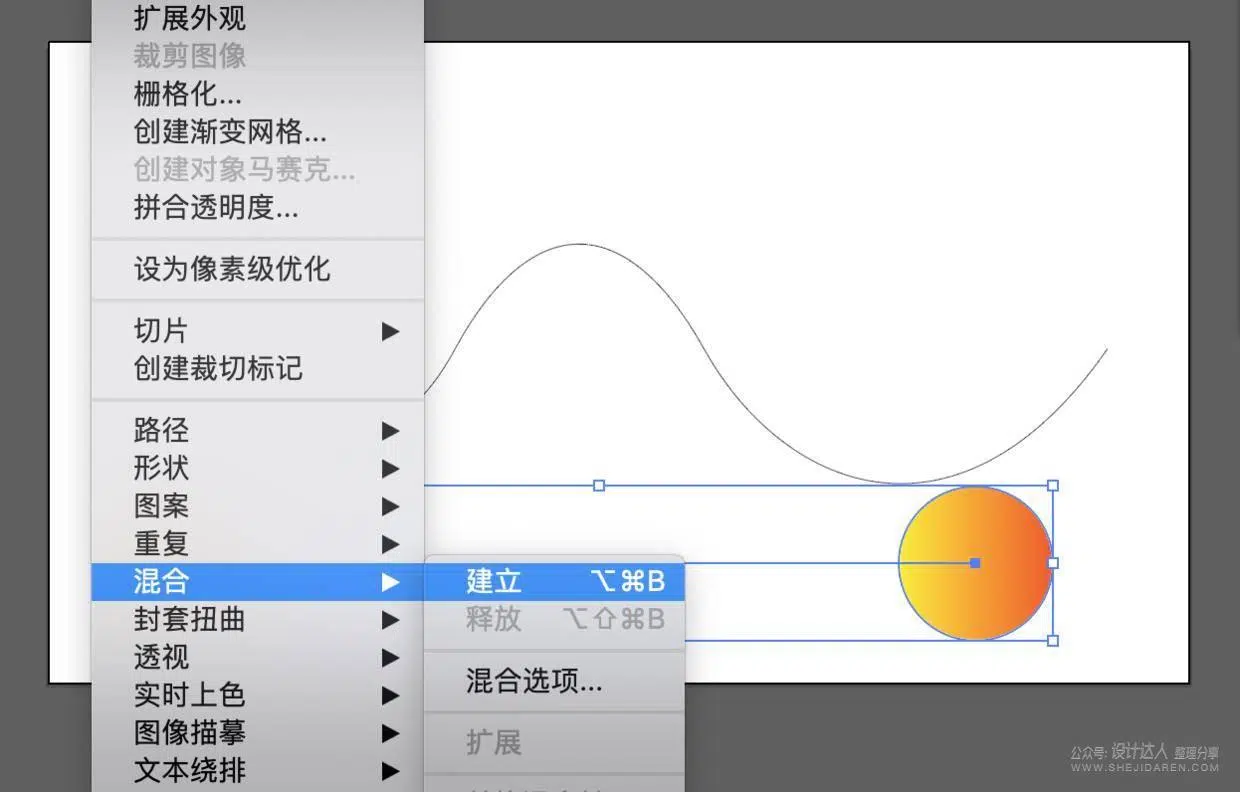 扩展外观
裁剪图像
栅格化...
创建渐变网格...
创建对象马赛克...
拼合透明度...
设为像素级优化
切片
创建裁切标记
路径
形状
图案
重复
混合
建立 ⌥⌘B
封套扭曲
释放 ⌥⇧⌘B
透视
混合选项...
实时上色
图像描摹
扩展
文本绕排
公众号: 设计达人 整理分享
WWW.SHEJIDAREN.COM